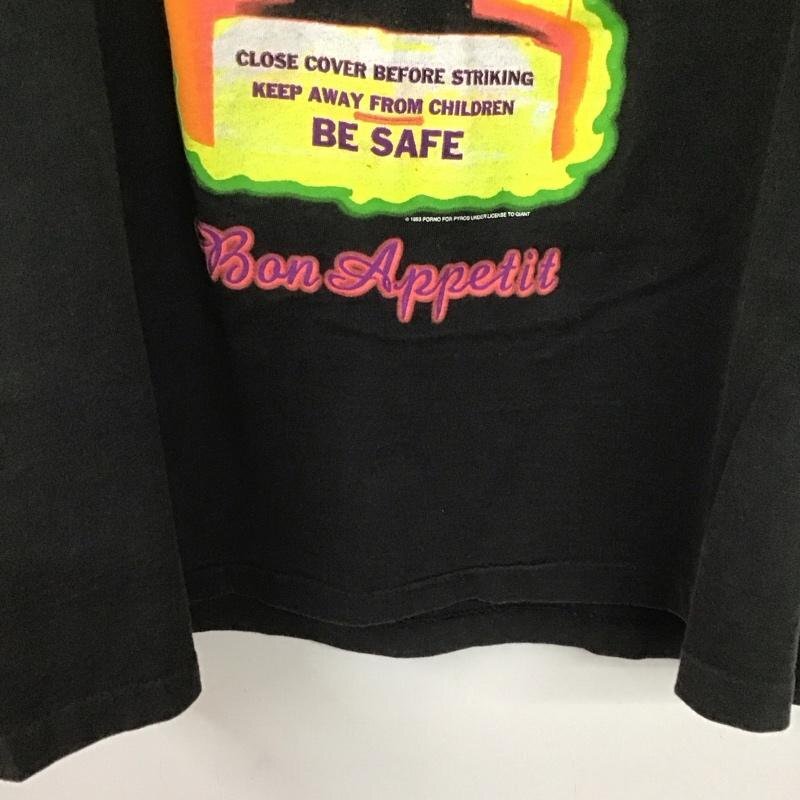 CLOSE COVER BEFORE STRIKING
KEEP AWAY FROM CHILDREN
BE SAFE
© 1993 PORNO FOR PYROS UNDER LICENSE TO GIANT
Bon Appetit